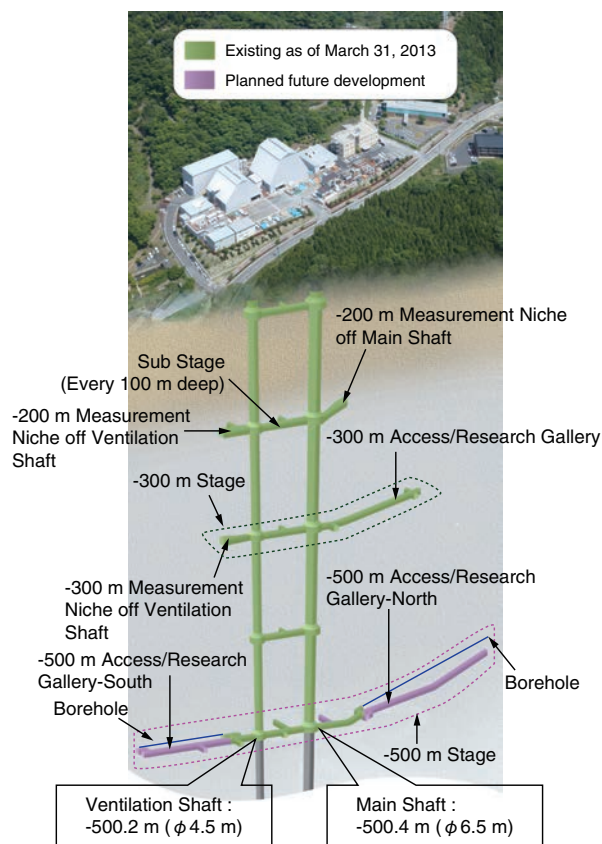 Existing as of March 31, 2013
Planned future development
MIZUNAMI
-200 m Measurement Niche
off Main Shaft
Sub Stage
(Every 100 m deep)
-200 m Measurement
Niche off Ventilation
Shaft
-300 m Access/Research Gallery
-300 m Stage
-300 m Measurement
Niche off Ventilation
Shaft
-500 m Access/Research
Gallery-North
-500 m Access/Research
Gallery-South
Borehole
Borehole
-500 m Stage
Ventilation Shaft :
-500.2 m ( φ 4.5 m)
Main Shaft :
-500.4 m ( φ 6.5 m)